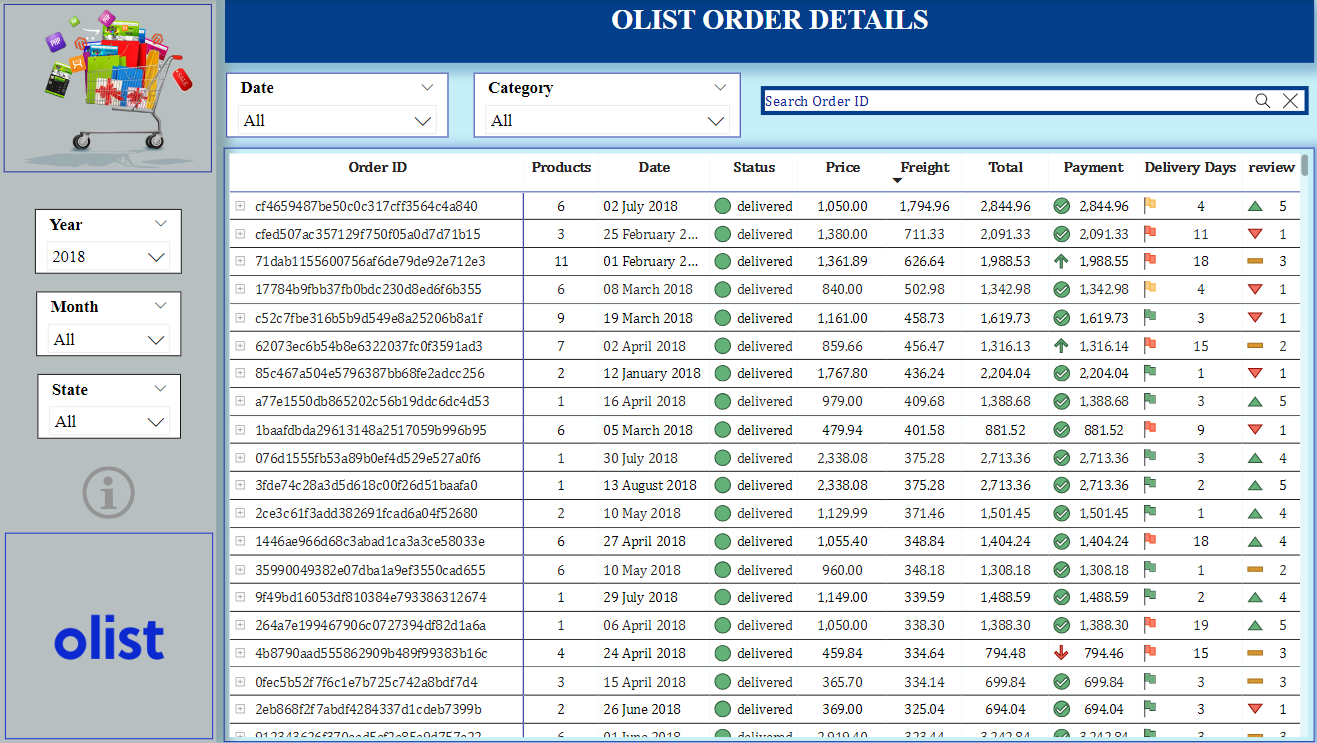 OLIST ORDER DETAILS
Date
All
Category
All
Search Order ID
Year
2018
Month
All
State
All
olist
PHP
SALE
Order ID Products Date Status Price Freight Total Payment Delivery Days review
cf4659487be50c0c317cff3564c4a840 6 02 July 2018 delivered 1,050.00 1,794.96 2,844.96 2,844.96 4 5
cfed507ac357129f750f05a0d7d71b15 3 25 February 2... delivered 1,380.00 711.33 2,091.33 2,091.33 11 1
71dab1155600756af6de79de92e712e3 11 01 February 2... delivered 1,361.89 626.64 1,988.53 1,988.55 18 3
17784b9fbb37fb0bdc230d8ed6f6b355 6 08 March 2018 delivered 840.00 502.98 1,342.98 1,342.98 4 1
c52c7fbe316b5b9d549e8a25206b8a1f 9 19 March 2018 delivered 1,161.00 458.73 1,619.73 1,619.73 3 1
62073ec6b54b8e6322037fc0f3591ad3 7 02 April 2018 delivered 859.66 456.47 1,316.13 1,316.14 15 2
85c467a504e5796387bb68fe2adcc256 2 12 January 2018 delivered 1,767.80 436.24 2,204.04 2,204.04 1 1
a77e1550db865202c56b19ddc6dc4d53 1 16 April 2018 delivered 979.00 409.68 1,388.68 1,388.68 3 5
1baafdbda29613148a2517059b996b95 6 05 March 2018 delivered 479.94 401.58 881.52 881.52 9 1
076d1555fb53a89b0ef4d529e527a0f6 1 30 July 2018 delivered 2,338.08 375.28 2,713.36 2,713.36 3 4
3fde74c28a3d5d618c00f26d51baafa0 1 13 August 2018 delivered 2,338.08 375.28 2,713.36 2,713.36 2 5
2ce3c61f3add382691fcad6a04f52680 2 10 May 2018 delivered 1,129.99 371.46 1,501.45 1,501.45 1 4
1446ae966d68c3abad1ca3a3ce58033e 6 27 April 2018 delivered 1,055.40 348.84 1,404.24 1,404.24 18 4
35990049382e07dba1a9ef3550cad655 6 10 May 2018 delivered 960.00 348.18 1,308.18 1,308.18 1 2
9f49bd16053df810384e793386312674 1 29 July 2018 delivered 1,149.00 339.59 1,488.59 1,488.59 2 4
264a7e199467906c0727394df82d1a6a 1 06 April 2018 delivered 1,050.00 338.30 1,388.30 1,388.30 19 5
4b8790aad555862909b489f99383b16c 4 24 April 2018 delivered 459.84 334.64 794.48 794.46 15 3
0fec5b52f7f6c1e7b725c742a8bdf7d4 3 15 April 2018 delivered 365.70 334.14 699.84 699.84 3 3
2eb868f2f7abdf4284337d1cdeb7399b 2 26 June 2018 delivered 369.00 325.04 694.04 694.04 3 1